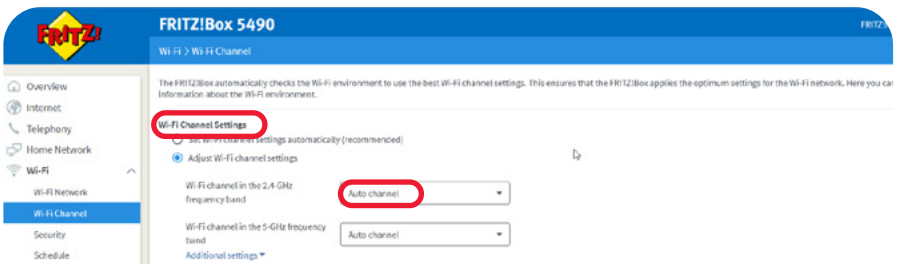 FRITZ!
FRITZ!Box 5490
FRITZ!
Wi-Fi > Wi-Fi Channel
The FRITZ!Box automatically checks the Wi-Fi environment to use the best Wi-Fi channel settings. This ensures that the FRITZ!Box applies the optimum settings for the Wi-Fi network. Here you can
information about the Wi-Fi environment.
Overview
Internet
Telephony
Home Network
Wi-Fi
Wi-Fi Network
Wi-Fi Channel
Security
Schedule
Wi-Fi Channel Settings
Set Wi-Fi channel settings automatically (recommended)
Adjust Wi-Fi channel settings
Wi-Fi channel in the 2.4-GHz
frequency band
Auto channel
Wi-Fi channel in the 5-GHz frequency
band
Auto channel
Additional settings